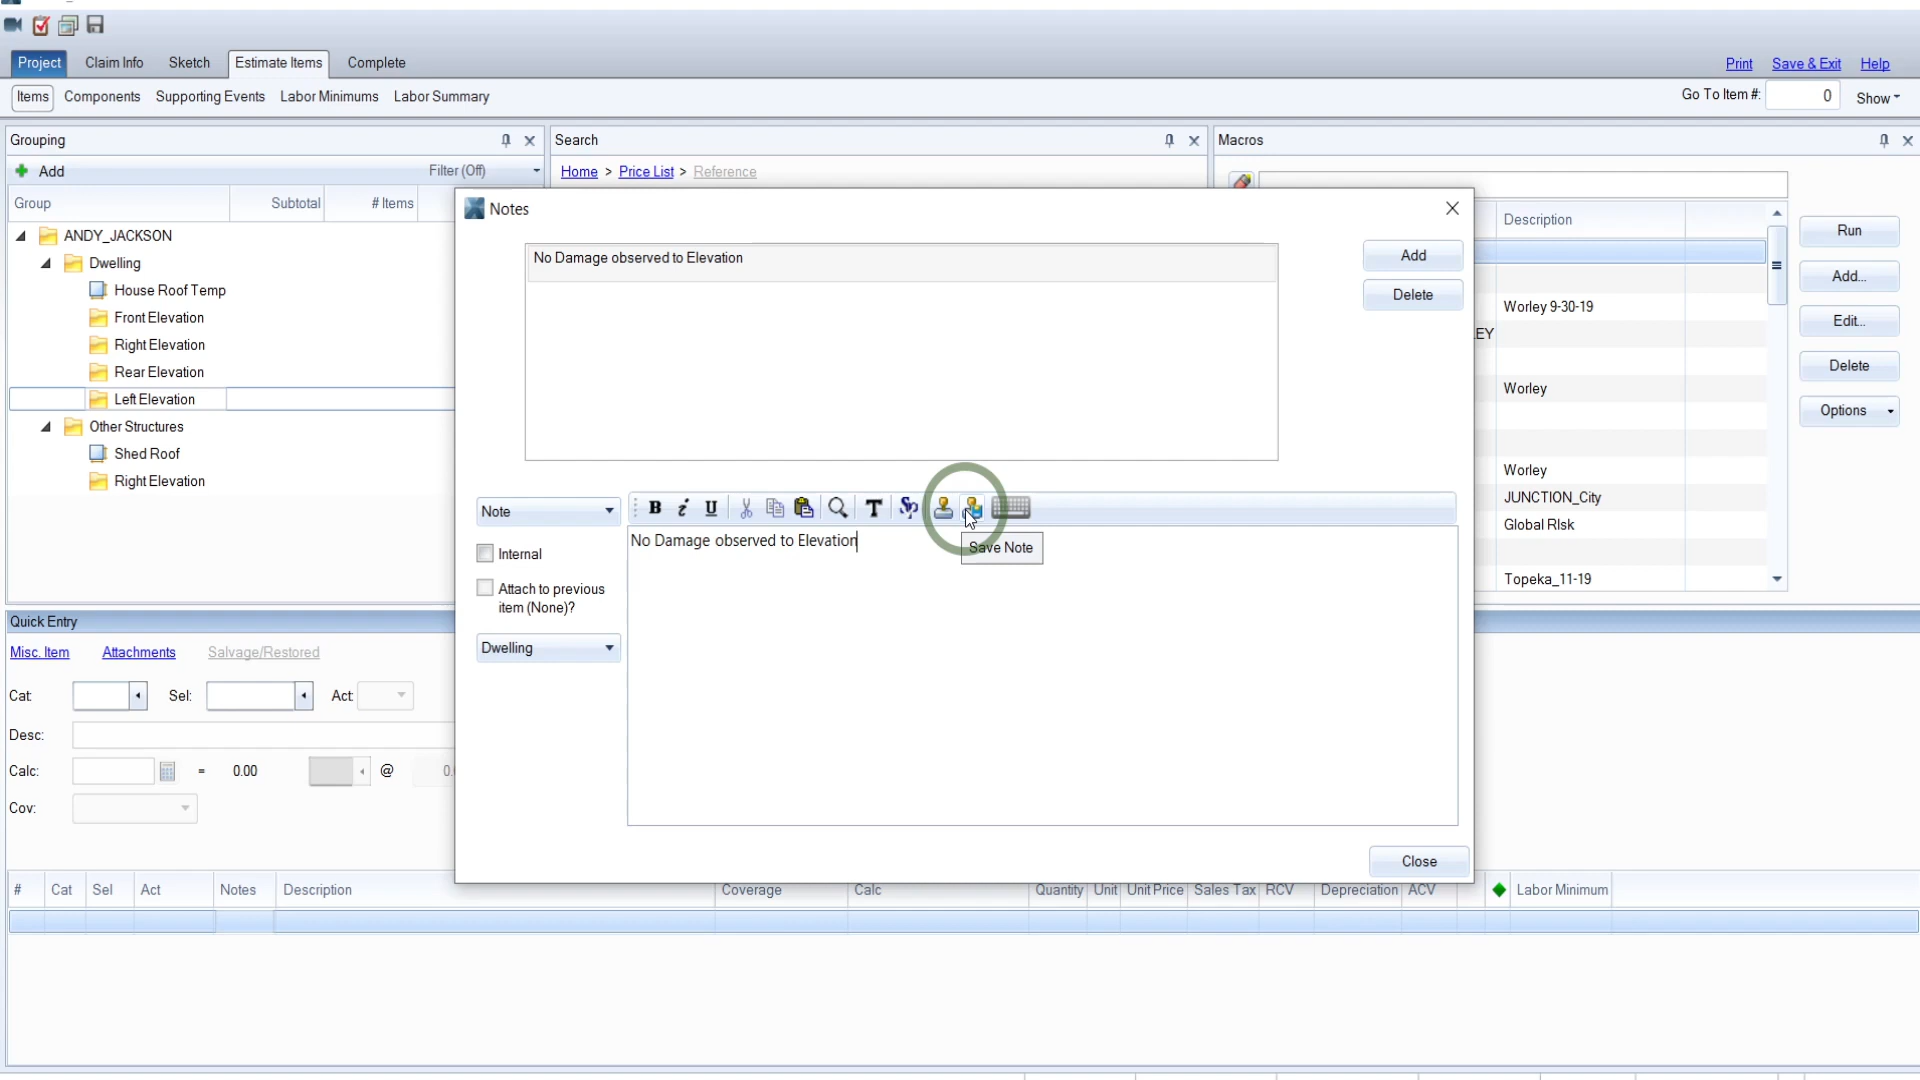 Project Claim Info Sketch Estimate Items Complete Print Save & Exit Help
Items Components Supporting Events Labor Minimums Labor Summary Go To Item #: 0 Show
Grouping Search Macros
Add Filter (Off) Home > Price List > Reference
Group Subtotal # Items
ANDY_JACKSON
Dwelling
House Roof Temp
Front Elevation
Right Elevation
Rear Elevation
Left Elevation
Other Structures
Shed Roof
Right Elevation
Notes
No Damage observed to Elevation
Add
Delete
Note
B i U T
Save Note
Internal
Attach to previous
item (None)?
Dwelling
No Damage observed to Elevation
Close
Description
Worley 9-30-19
EY
Worley
Worley
JUNCTION_City
Global RIsk
Topeka_11-19
Run
Add...
Edit...
Delete
Options
Quick Entry
Misc. Item Attachments Salvage/Restored
Cat: Sel: Act:
Desc:
Calc: = 0.00 @ 0.
Cov:
# Cat Sel Act Notes Description Coverage Calc Quantity Unit Unit Price Sales Tax RCV Depreciation ACV Labor Minimum